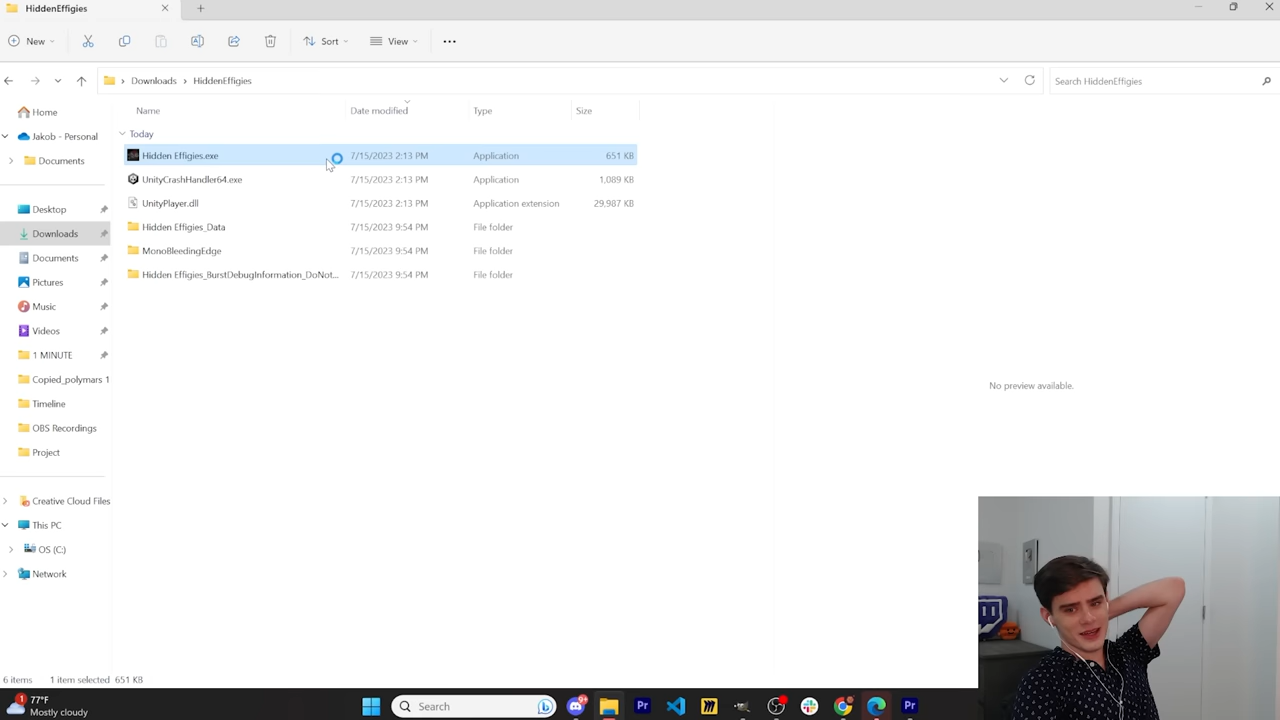 HiddenEffigies
New
Sort
View
Downloads
HiddenEffigies
Search HiddenEffigies
Name
Date modified
Type
Size
Today
Hidden Effigies.exe 7/15/2023 2:13 PM Application 651 KB
UnityCrashHandler64.exe 7/15/2023 2:13 PM Application 1,089 KB
UnityPlayer.dll 7/15/2023 2:13 PM Application extension 29,987 KB
Hidden Effigies_Data 7/15/2023 9:54 PM File folder
MonoBleedingEdge 7/15/2023 9:54 PM File folder
Hidden Effigies_BurstDebugInformation_DoNot... 7/15/2023 9:54 PM File folder
Home
Jakob - Personal
Documents
Desktop
Downloads
Documents
Pictures
Music
Videos
1 MINUTE
Copied_polymars 1
Timeline
OBS Recordings
Project
Creative Cloud Files
This PC
OS (C:)
Network
No preview available.
6 items 1 item selected 651 KB
1
77°F
Mostly cloudy
Search
Pr
Pr